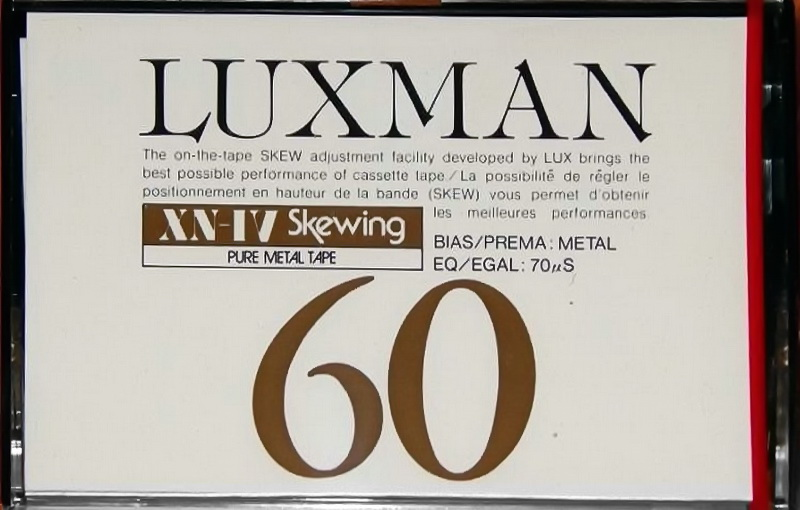 LUXMAN
The on-the-tape SKEW adjustment facility developed by LUX brings the
best possible performance of cassette tape / La possibilité de régler le
positionnement en hauteur de la bande (SKEW) vous permet d'obtenir
les meilleures performances
XN-IV Skewing
PURE METAL TAPE
BIAS/PREMA: METAL
EQ/EGAL: 70µS
60